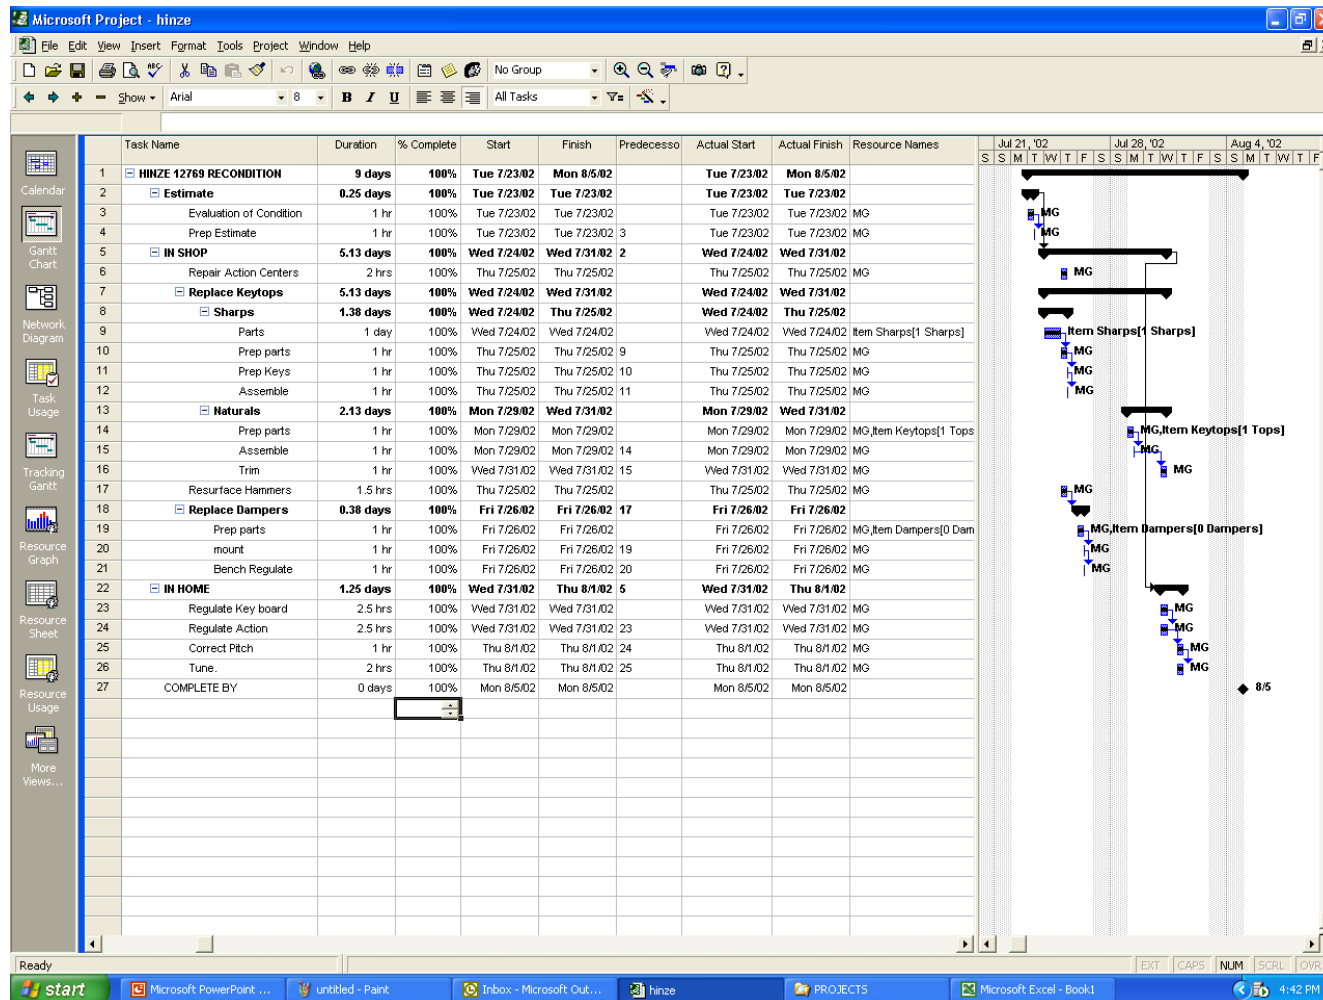 Microsoft Project - hinze
File Edit View Insert Format Tools Project Window Help
No Group
Show Arial 8 B I U All Tasks
Task Name Duration % Complete Start Finish Predecesso Actual Start Actual Finish Resource Names
Jul 21, '02 Jul 28, '02 Aug 4, '02
S S M T W T F S S M T W T F S S M T W T F
1 HINZE 12769 RECONDITION 9 days 100% Tue 7/23/02 Mon 8/5/02 Tue 7/23/02 Mon 8/5/02
2 Estimate 0.25 days 100% Tue 7/23/02 Tue 7/23/02 Tue 7/23/02 Tue 7/23/02
3 Evaluation of Condition 1 hr 100% Tue 7/23/02 Tue 7/23/02 Tue 7/23/02 Tue 7/23/02 MG MG
4 Prep Estimate 1 hr 100% Tue 7/23/02 Tue 7/23/02 3 Tue 7/23/02 Tue 7/23/02 MG MG
5 IN SHOP 5.13 days 100% Wed 7/24/02 Wed 7/31/02 2 Wed 7/24/02 Wed 7/31/02
6 Repair Action Centers 2 hrs 100% Thu 7/25/02 Thu 7/25/02 Thu 7/25/02 Thu 7/25/02 MG MG
7 Replace Keytops 5.13 days 100% Wed 7/24/02 Wed 7/31/02 Wed 7/24/02 Wed 7/31/02
8 Sharps 1.38 days 100% Wed 7/24/02 Thu 7/25/02 Wed 7/24/02 Thu 7/25/02
9 Parts 1 day 100% Wed 7/24/02 Wed 7/24/02 Wed 7/24/02 Wed 7/24/02 Item Sharps[1 Sharps] Item Sharps[1 Sharps]
10 Prep parts 1 hr 100% Thu 7/25/02 Thu 7/25/02 9 Thu 7/25/02 Thu 7/25/02 MG MG
11 Prep Keys 1 hr 100% Thu 7/25/02 Thu 7/25/02 10 Thu 7/25/02 Thu 7/25/02 MG MG
12 Assemble 1 hr 100% Thu 7/25/02 Thu 7/25/02 11 Thu 7/25/02 Thu 7/25/02 MG MG
13 Naturals 2.13 days 100% Mon 7/29/02 Wed 7/31/02 Mon 7/29/02 Wed 7/31/02
14 Prep parts 1 hr 100% Mon 7/29/02 Mon 7/29/02 Mon 7/29/02 Mon 7/29/02 MG,Item Keytops[1 Tops MG,Item Keytops[1 Tops]
15 Assemble 1 hr 100% Mon 7/29/02 Mon 7/29/02 14 Mon 7/29/02 Mon 7/29/02 MG MG
16 Trim 1 hr 100% Wed 7/31/02 Wed 7/31/02 15 Wed 7/31/02 Wed 7/31/02 MG MG
17 Resurface Hammers 1.5 hrs 100% Thu 7/25/02 Thu 7/25/02 Thu 7/25/02 Thu 7/25/02 MG MG
18 Replace Dampers 0.38 days 100% Fri 7/26/02 Fri 7/26/02 17 Fri 7/26/02 Fri 7/26/02
19 Prep parts 1 hr 100% Fri 7/26/02 Fri 7/26/02 Fri 7/26/02 Fri 7/26/02 MG,Item Dampers[0 Dam MG,Item Dampers[0 Dampers]
20 mount 1 hr 100% Fri 7/26/02 Fri 7/26/02 19 Fri 7/26/02 Fri 7/26/02 MG MG
21 Bench Regulate 1 hr 100% Fri 7/26/02 Fri 7/26/02 20 Fri 7/26/02 Fri 7/26/02 MG MG
22 IN HOME 1.25 days 100% Wed 7/31/02 Thu 8/1/02 5 Wed 7/31/02 Thu 8/1/02
23 Regulate Key board 2.5 hrs 100% Wed 7/31/02 Wed 7/31/02 Wed 7/31/02 Wed 7/31/02 MG MG
24 Regulate Action 2.5 hrs 100% Wed 7/31/02 Wed 7/31/02 23 Wed 7/31/02 Wed 7/31/02 MG MG
25 Correct Pitch 1 hr 100% Thu 8/1/02 Thu 8/1/02 24 Thu 8/1/02 Thu 8/1/02 MG MG
26 Tune. 2 hrs 100% Thu 8/1/02 Thu 8/1/02 25 Thu 8/1/02 Thu 8/1/02 MG MG
27 COMPLETE BY 0 days 100% Mon 8/5/02 Mon 8/5/02 Mon 8/5/02 Mon 8/5/02 8/5
Calendar
Gantt
Chart
Network
Diagram
Task
Usage
Tracking
Gantt
Resource
Graph
Resource
Sheet
Resource
Usage
More
Views...
Ready EXT CAPS NUM SCRL OVR
start Microsoft PowerPoint ... untitled - Paint Inbox - Microsoft Out... hinze PROJECTS Microsoft Excel - Book1 4:42 PM